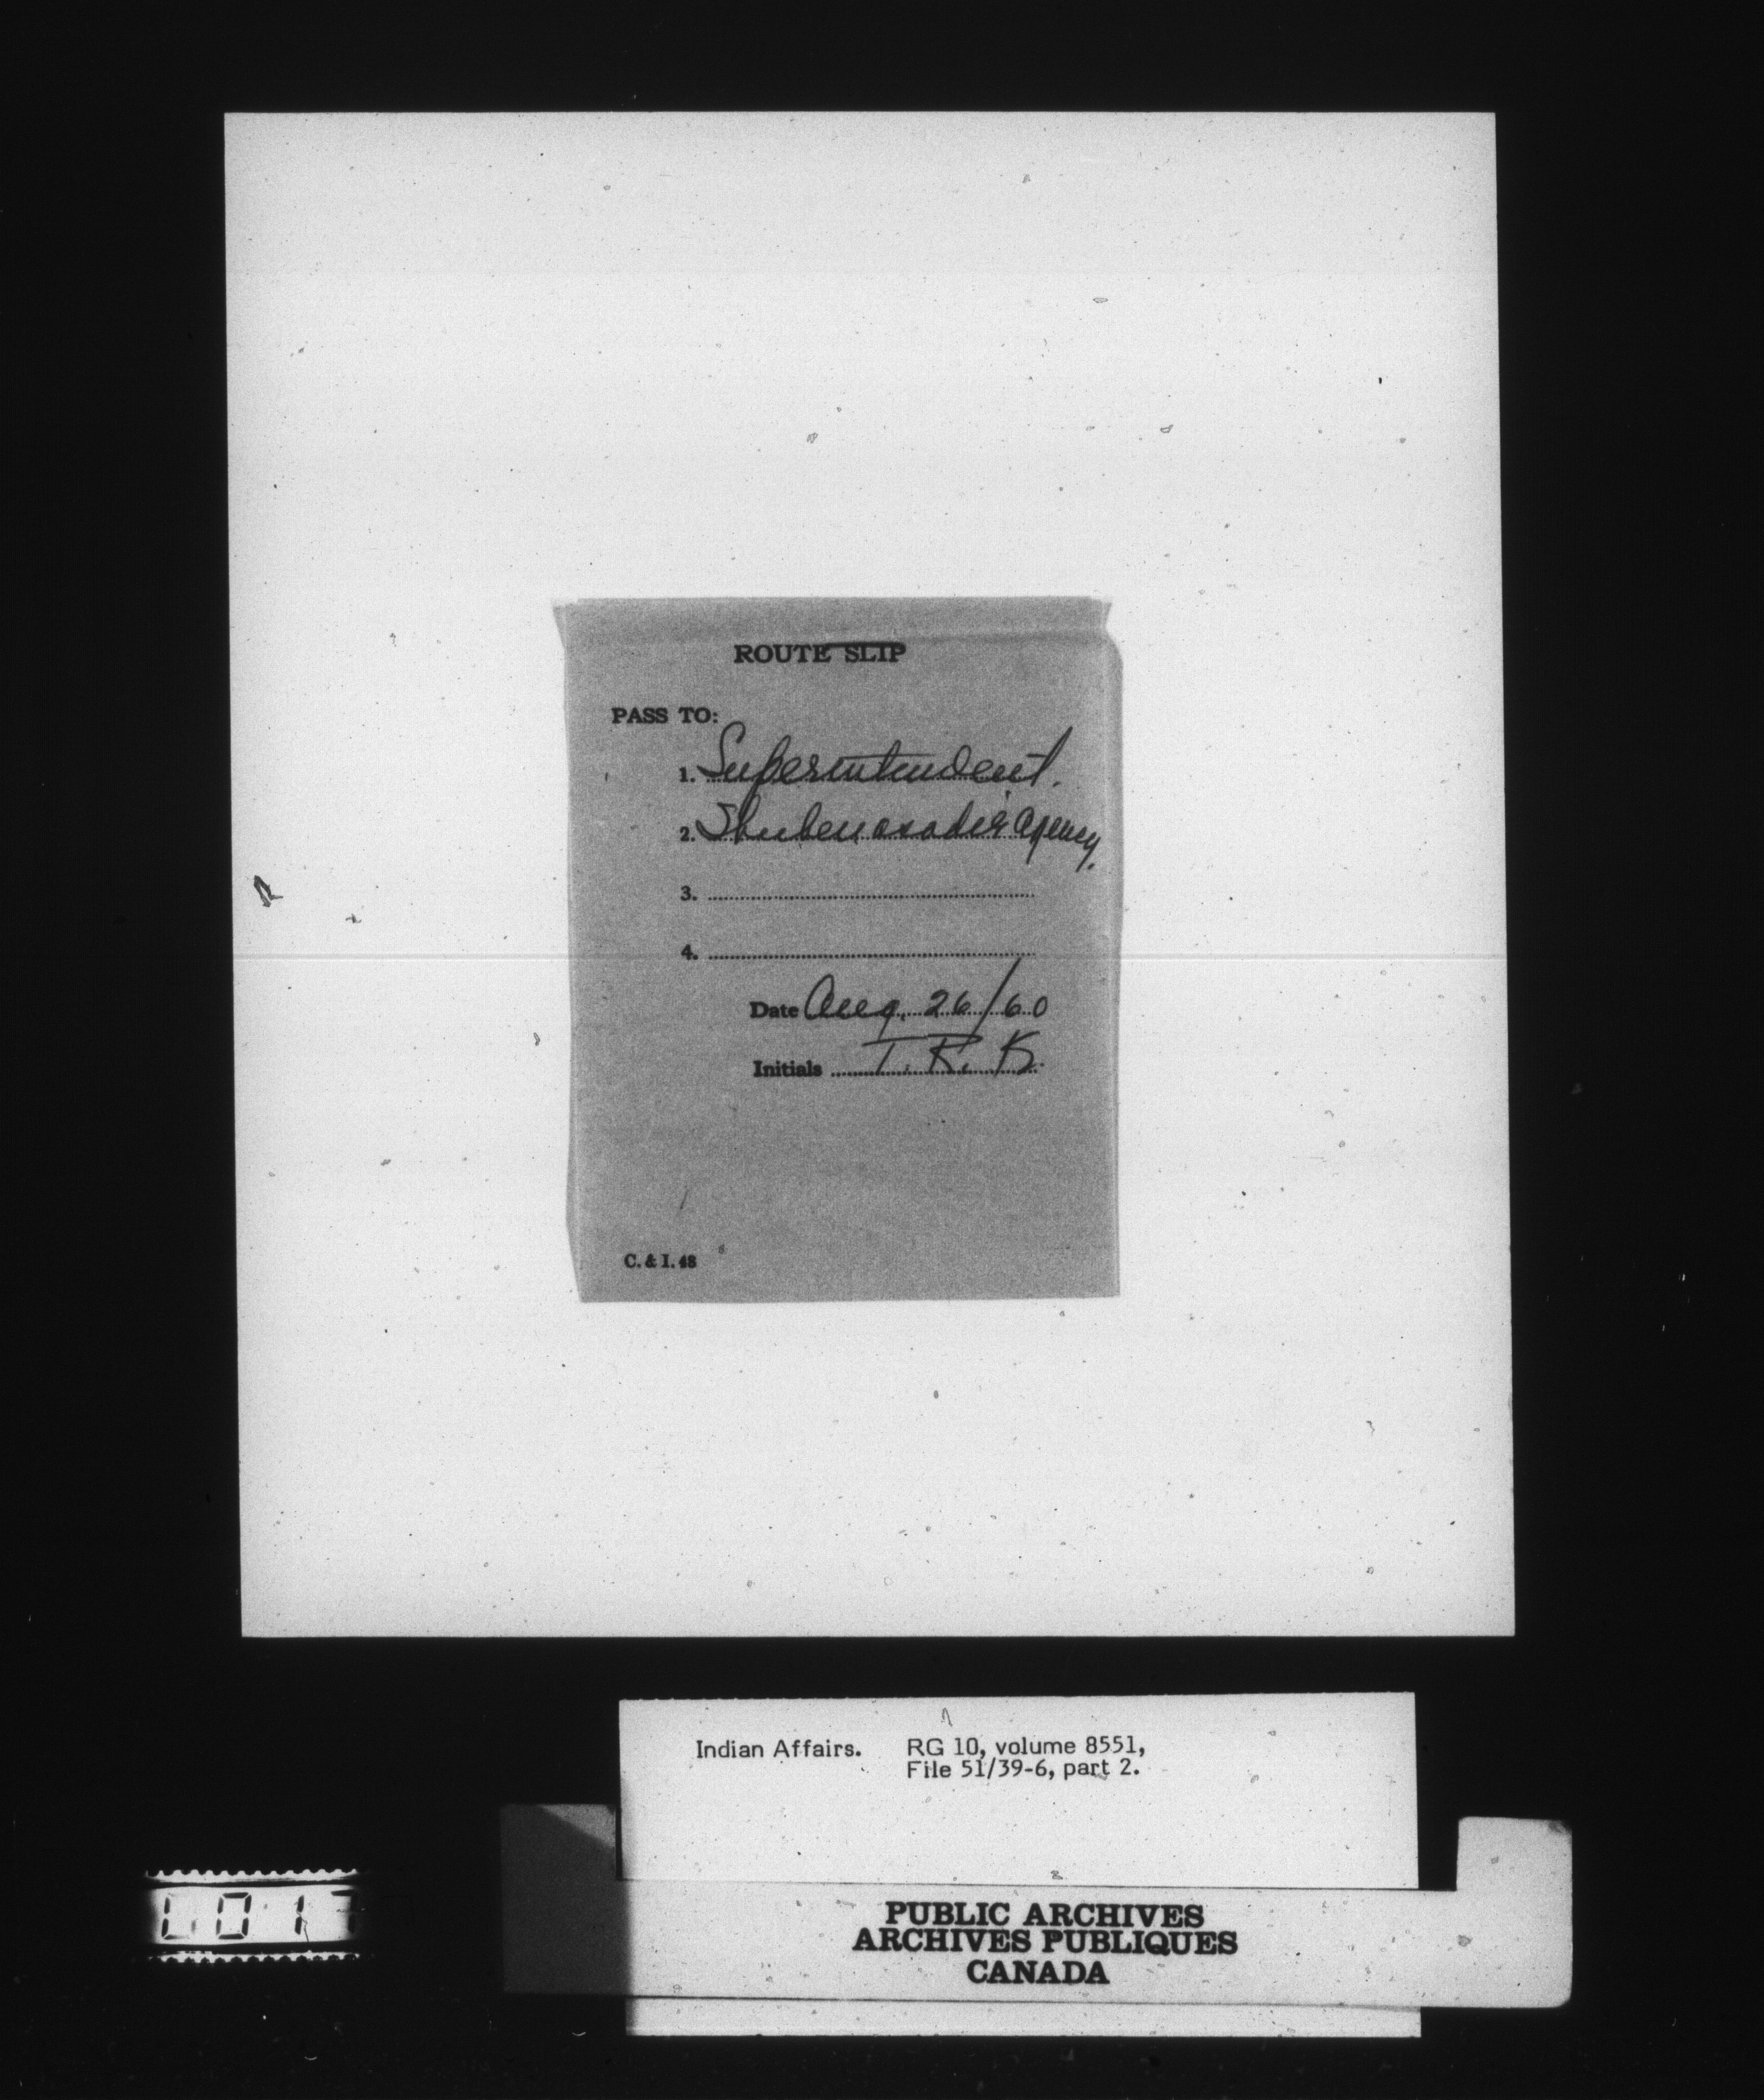 ROUTE SLIP
PASS TO:
1. Superintendent.
2. Shubenacadie Agency.
3.
4.
Date Aug. 26/60
Initials T. R. K.
C. & I. 48
Indian Affairs. RG 10, volume 8551,
File 51/39-6, part 2.
PUBLIC ARCHIVES
ARCHIVES PUBLIQUES
CANADA